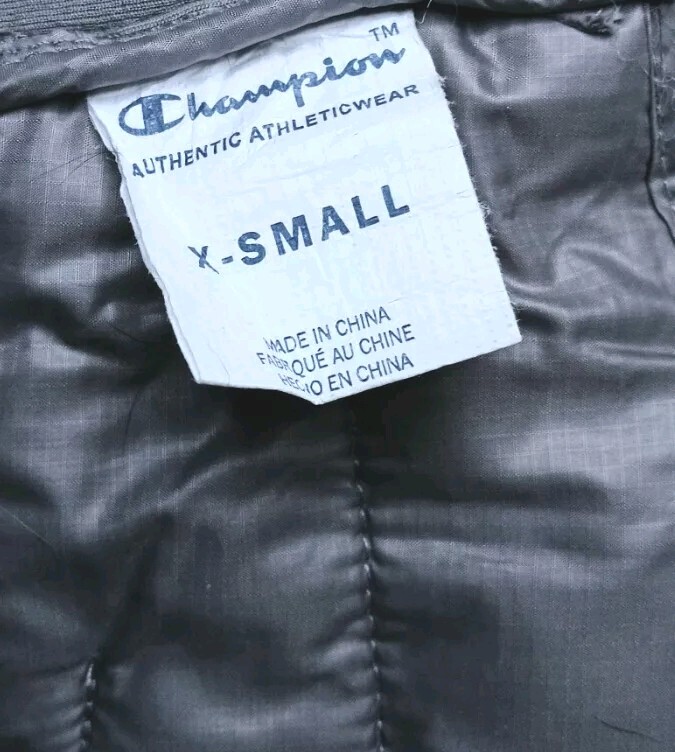 Champion™
AUTHENTIC ATHLETICWEAR
X-SMALL
MADE IN CHINA
FABRIQUÉ AU CHINE
HECHO EN CHINA